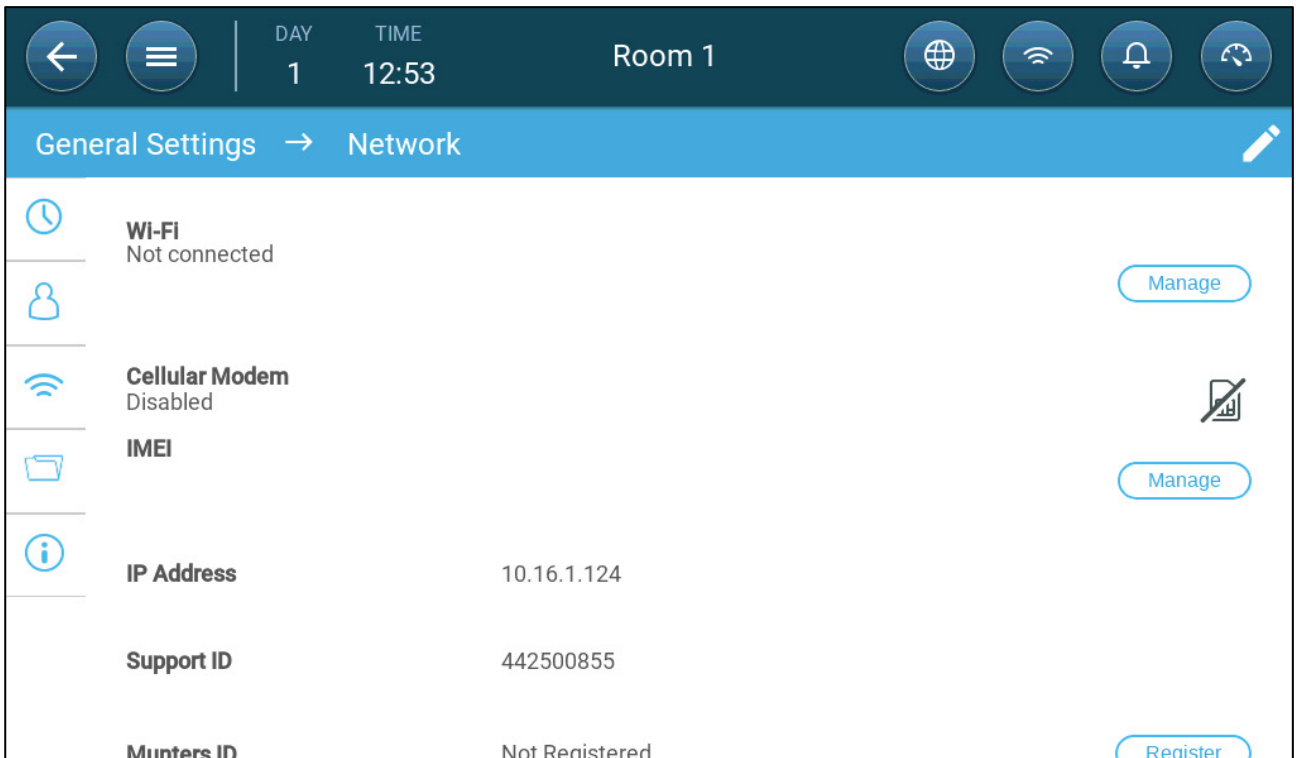 DAY TIME
1 12:53 Room 1
General Settings → Network
Wi-Fi
Not connected
Manage
Cellular Modem
Disabled
IMEI
Manage
IP Address 10.16.1.124
Support ID 442500855
Munters ID Not Registered Register